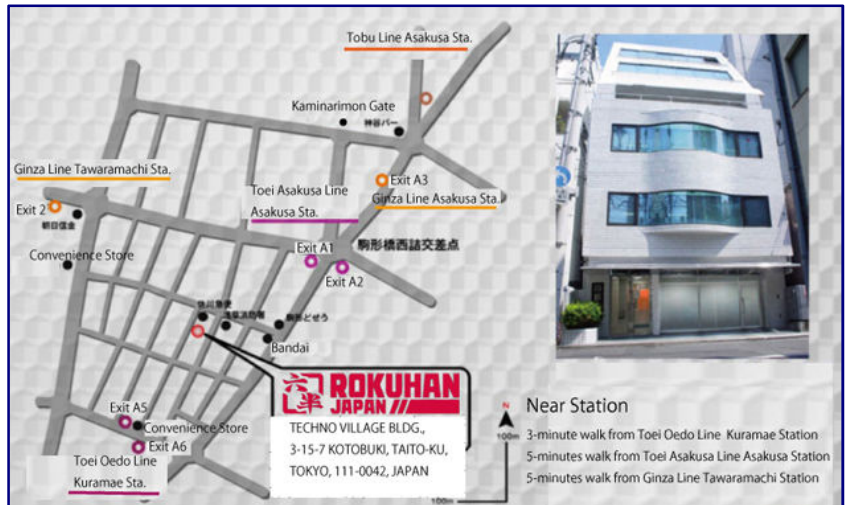 Tobu Line Asakusa Sta.
Kaminarimon Gate
神谷バー
Ginza Line Tawaramachi Sta.
Toei Asakusa Line
Asakusa Sta.
Exit A3
Ginza Line Asakusa Sta.
Exit 2
朝日信金
Convenience Store
Exit A1
駒形橋西詰交差点
Exit A2
駒形どぜう
Bandai
Exit A5
Convenience Store
Exit A6
Toei Oedo Line
Kuramae Sta.
六半
ROKUHAN
JAPAN
TECHNO VILLAGE BLDG.,
3-15-7 KOTOBUKI, TAITO-KU,
TOKYO, 111-0042, JAPAN
N
100m
100m
Near Station
3-minute walk from Toei Oedo Line Kuramae Station
5-minutes walk from Toei Asakusa Line Asakusa Station
5-minutes walk from Ginza Line Tawaramachi Station